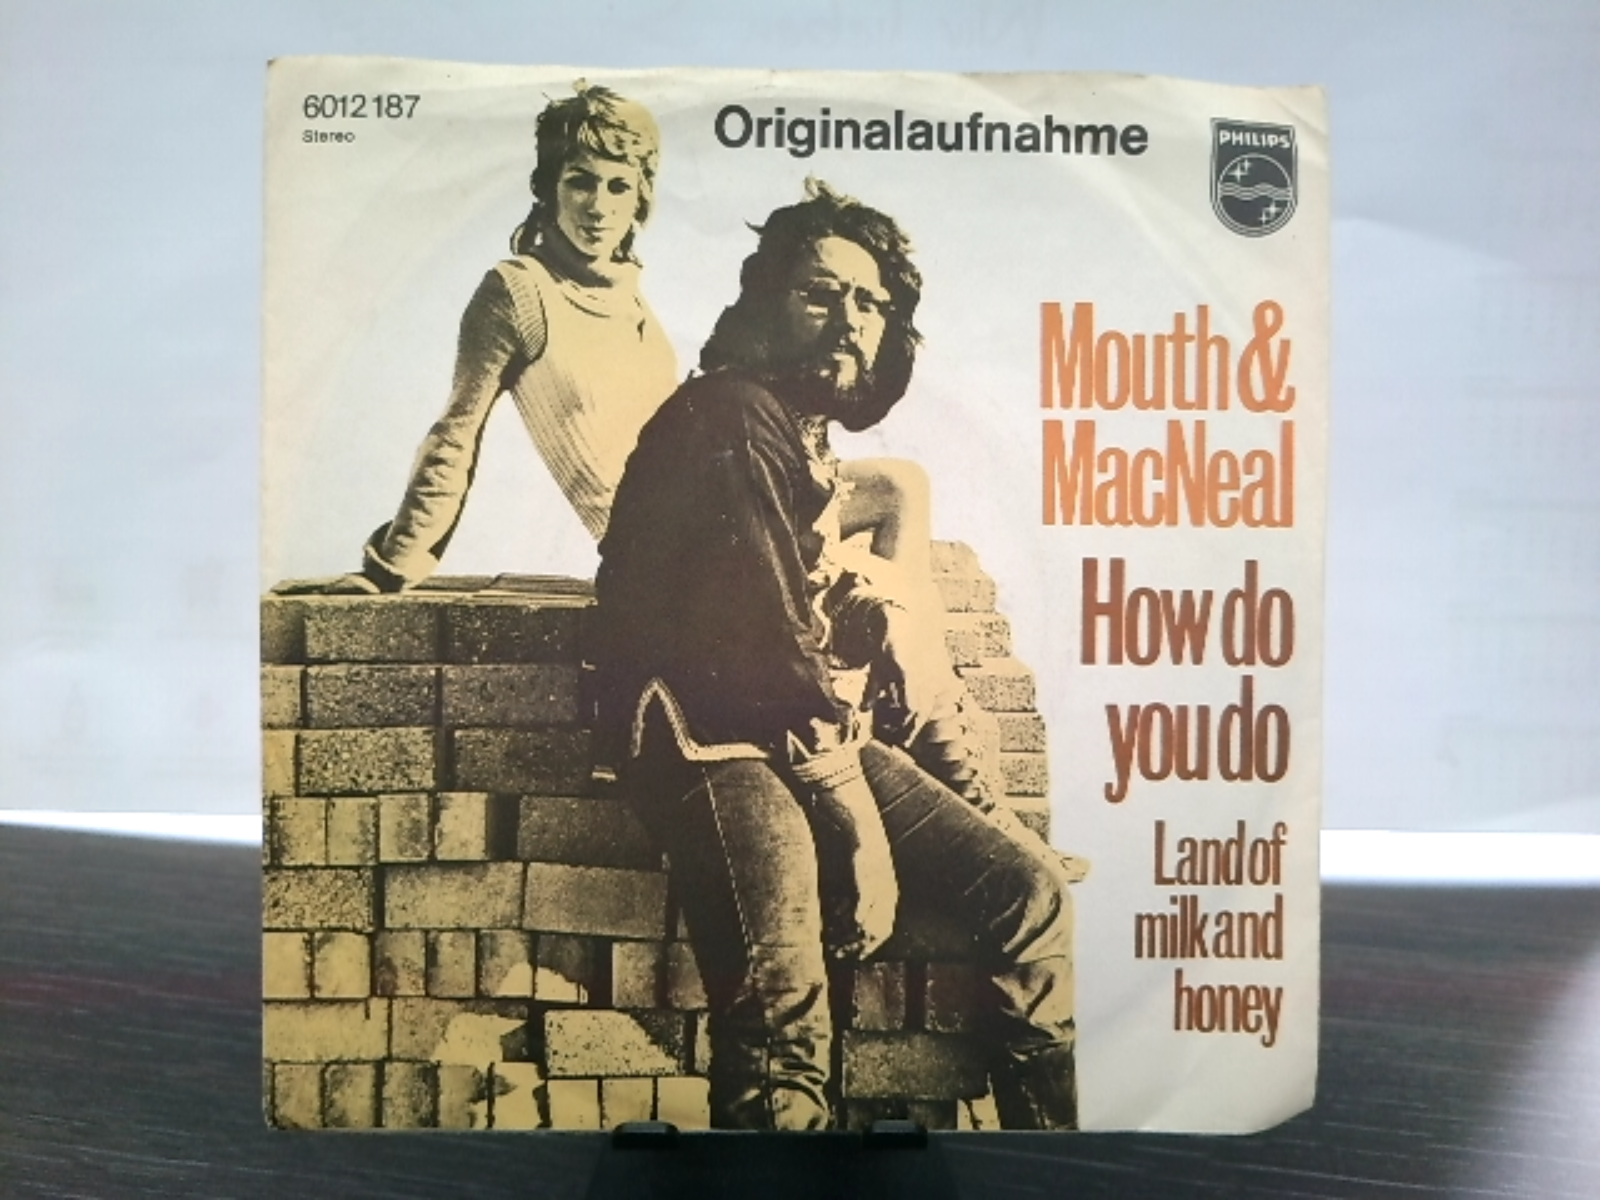 6012 187
Stereo
Originalaufnahme
PHILIPS
Mouth &
MacNeal
How do
you do
Land of
milk and
honey